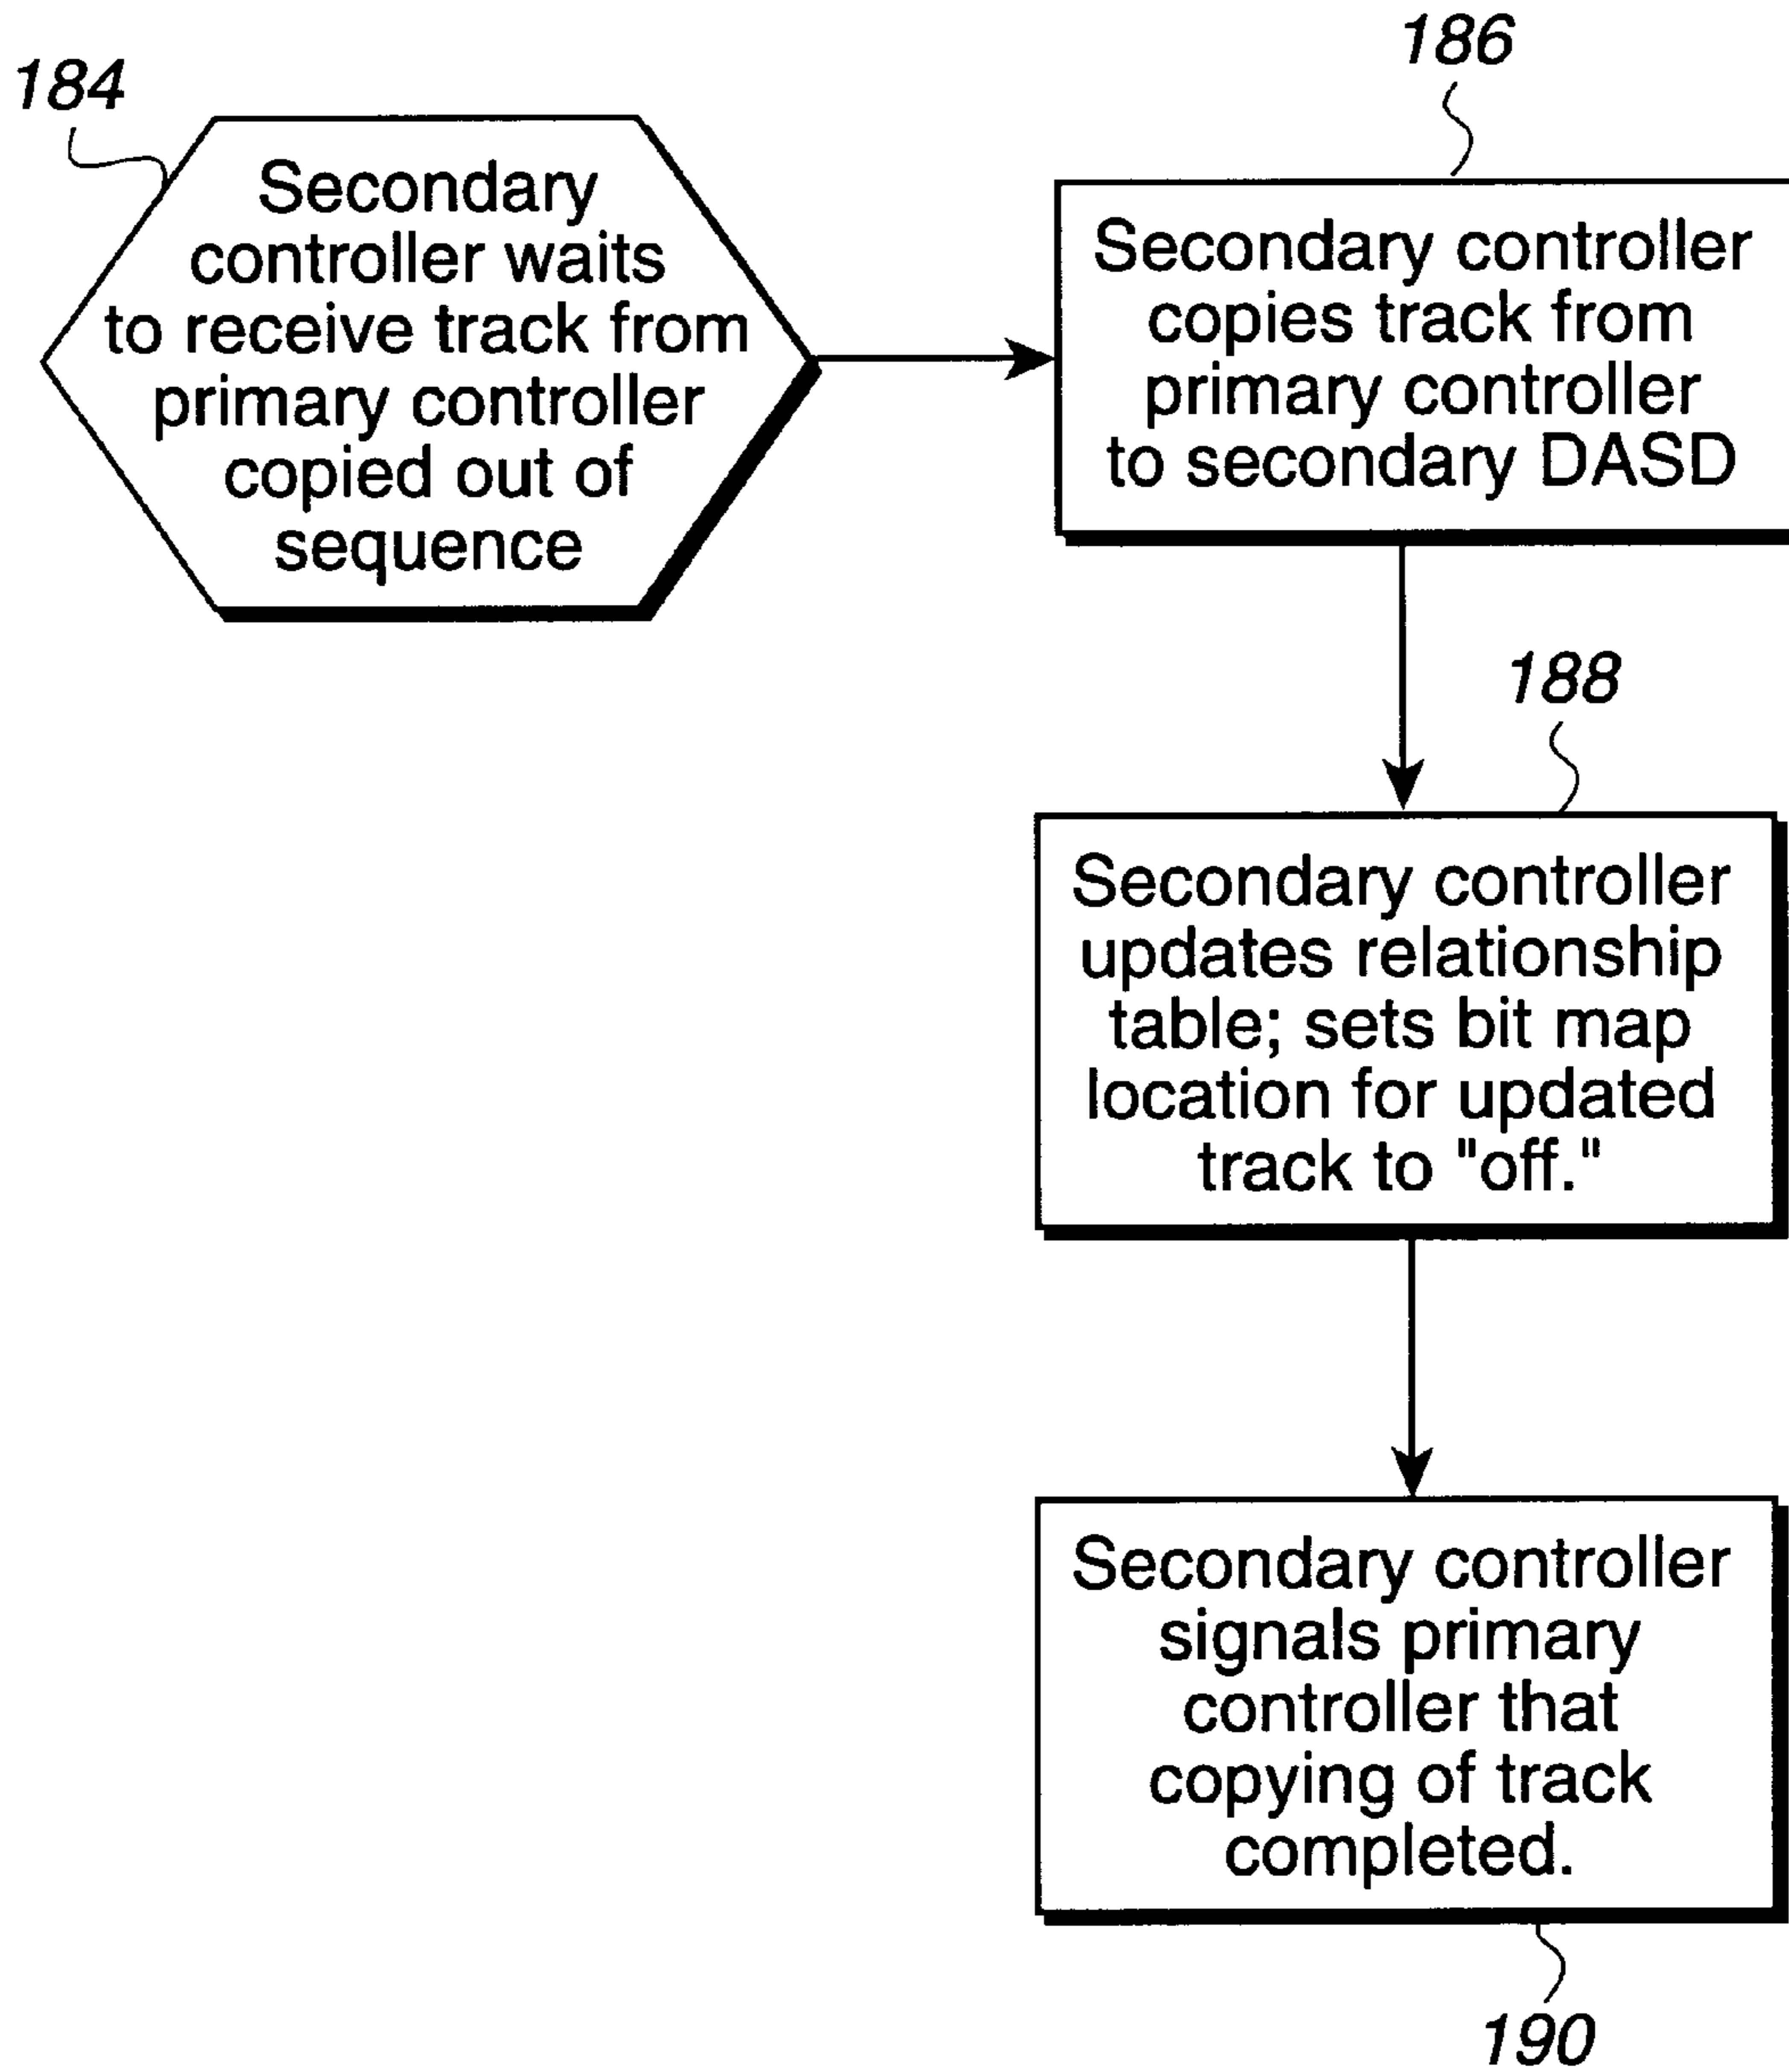 184
Secondary
controller waits
to receive track from
primary controller
copied out of
sequence
186
Secondary controller
copies track from
primary controller
to secondary DASD
188
Secondary controller
updates relationship
table; sets bit map
location for updated
track to "off."
Secondary controller
signals primary
controller that
copying of track
completed.
190